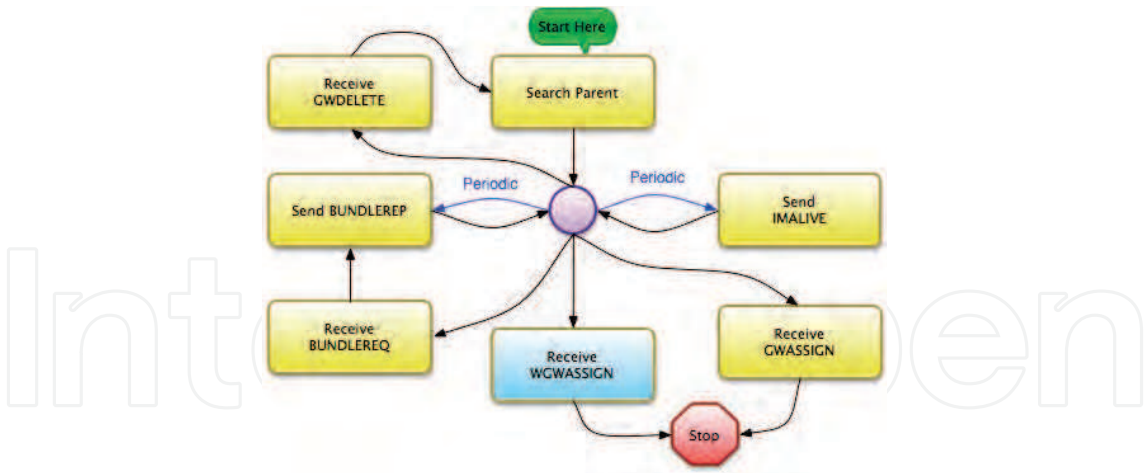 Start Here
Receive
GWDELETE
Search Parent
Periodic
Periodic
Send BUNDLEREP
Send
IMALIVE
Receive
BUNDLEREQ
Receive
WGWASSIGN
Receive
GWASSIGN
Stop